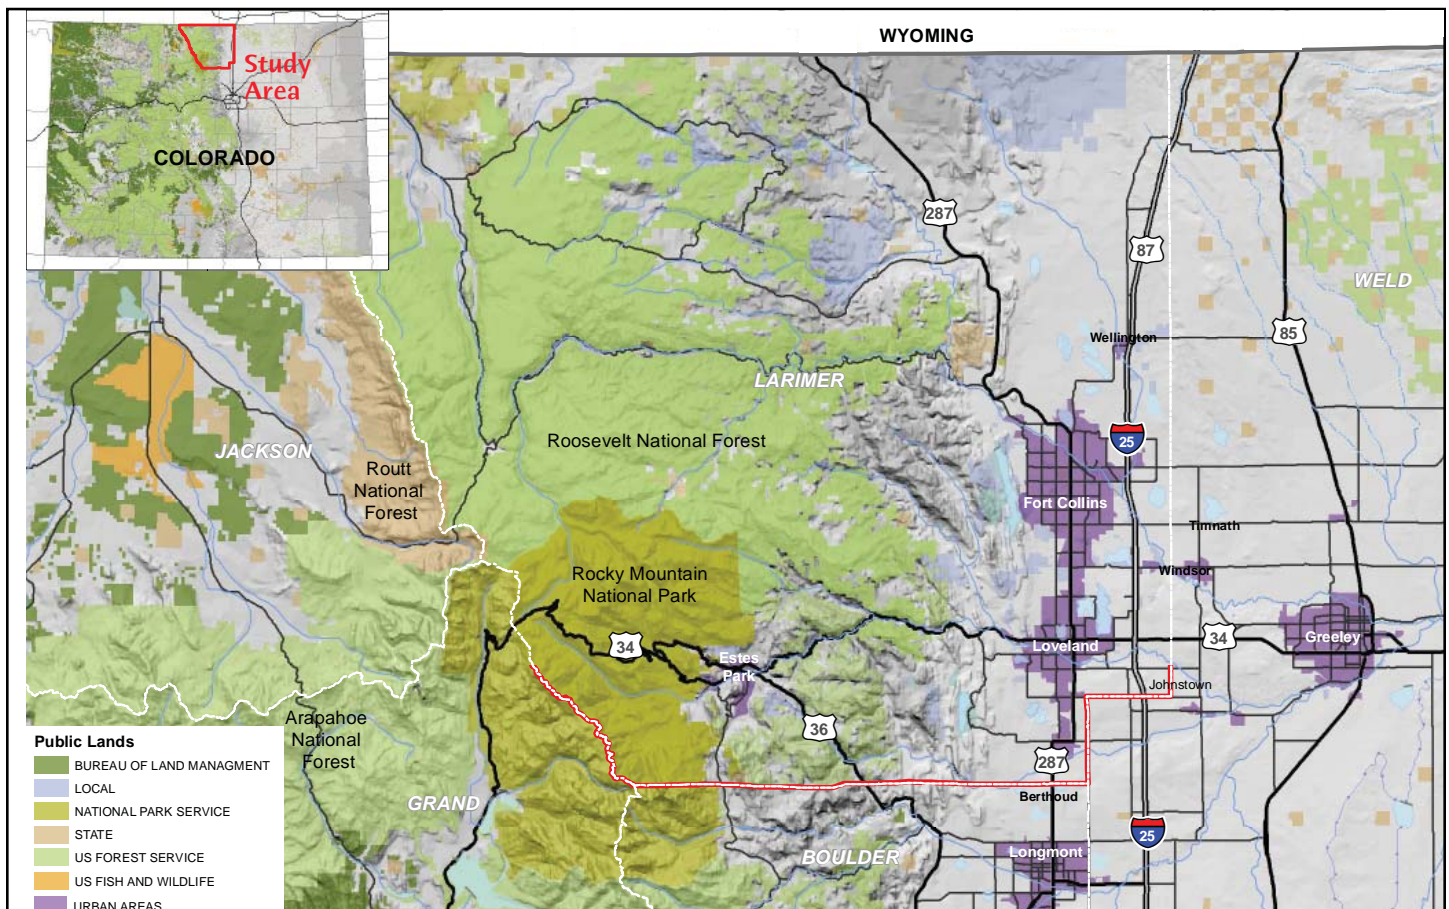 WYOMING
Study
Area
COLORADO
287
87
WELD
85
Wellington
LARIMER
JACKSON
Roosevelt National Forest
25
Routt
National
Forest
Fort Collins
Timnath
Rocky Mountain
National Park
Windsor
34
34
Greeley
Loveland
Estes
Park
Johnstown
Arapahoe
National
Forest
36
287
Berthoud
GRAND
25
BOULDER
Longmont
Public Lands
BUREAU OF LAND MANAGMENT
LOCAL
NATIONAL PARK SERVICE
STATE
US FOREST SERVICE
US FISH AND WILDLIFE
URBAN AREAS